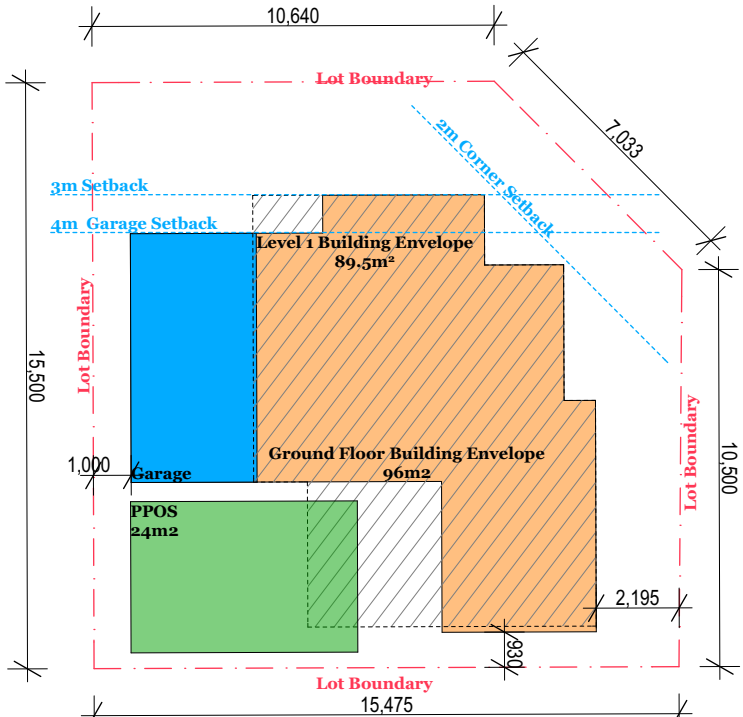 10,640
Lot Boundary
7,033
2m Corner Setback
3m Setback
4m Garage Setback
Level 1 Building Envelope
89.5m²
Lot Boundary
15,500
Ground Floor Building Envelope
96m2
Lot Boundary
10,500
1,000
Garage
PPOS
24m2
2,195
930
Lot Boundary
15,475